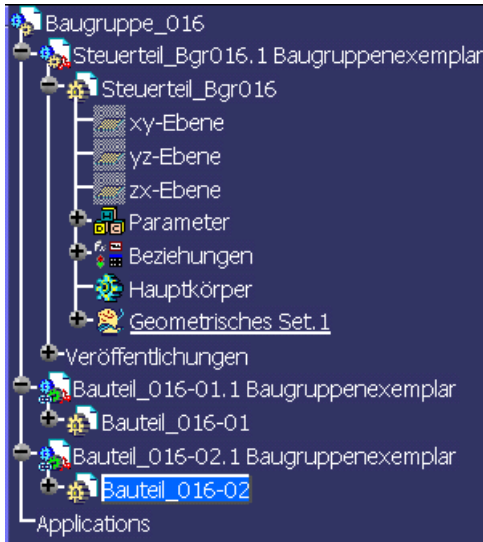 Baugruppe_016
Steuerteil_Bgr016.1 Baugruppenexemplar
Steuerteil_Bgr016
xy-Ebene
yz-Ebene
zx-Ebene
Parameter
Beziehungen
Hauptkörper
Geometrisches Set.1
Veröffentlichungen
Bauteil_016-01.1 Baugruppenexemplar
Bauteil_016-01
Bauteil_016-02.1 Baugruppenexemplar
Bauteil_016-02
Applications